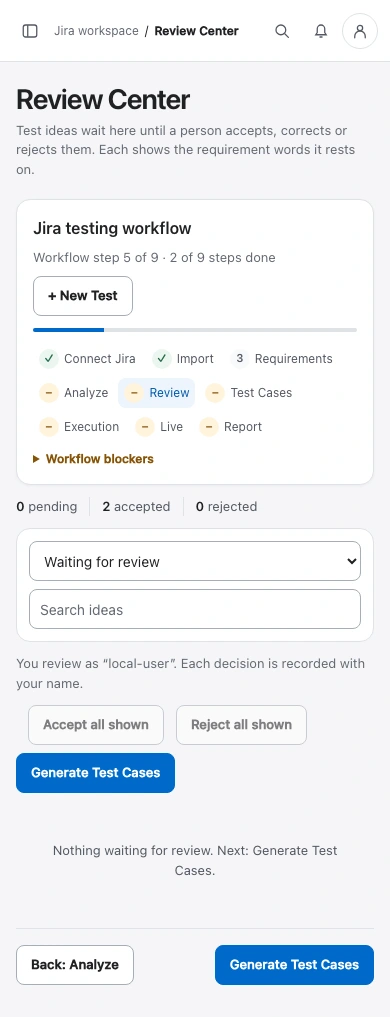 Jira workspace / Review Center
Review Center
Test ideas wait here until a person accepts, corrects or
rejects them. Each shows the requirement words it rests
on.
Jira testing workflow
Workflow step 5 of 9 · 2 of 9 steps done
+ New Test
Connect Jira Import 3 Requirements
– Analyze – Review – Test Cases
– Execution – Live – Report
Workflow blockers
0 pending 2 accepted 0 rejected
Waiting for review
Search ideas
You review as “local-user”. Each decision is recorded with
your name.
Accept all shown Reject all shown
Generate Test Cases
Nothing waiting for review. Next: Generate Test
Cases.
Back: Analyze Generate Test Cases